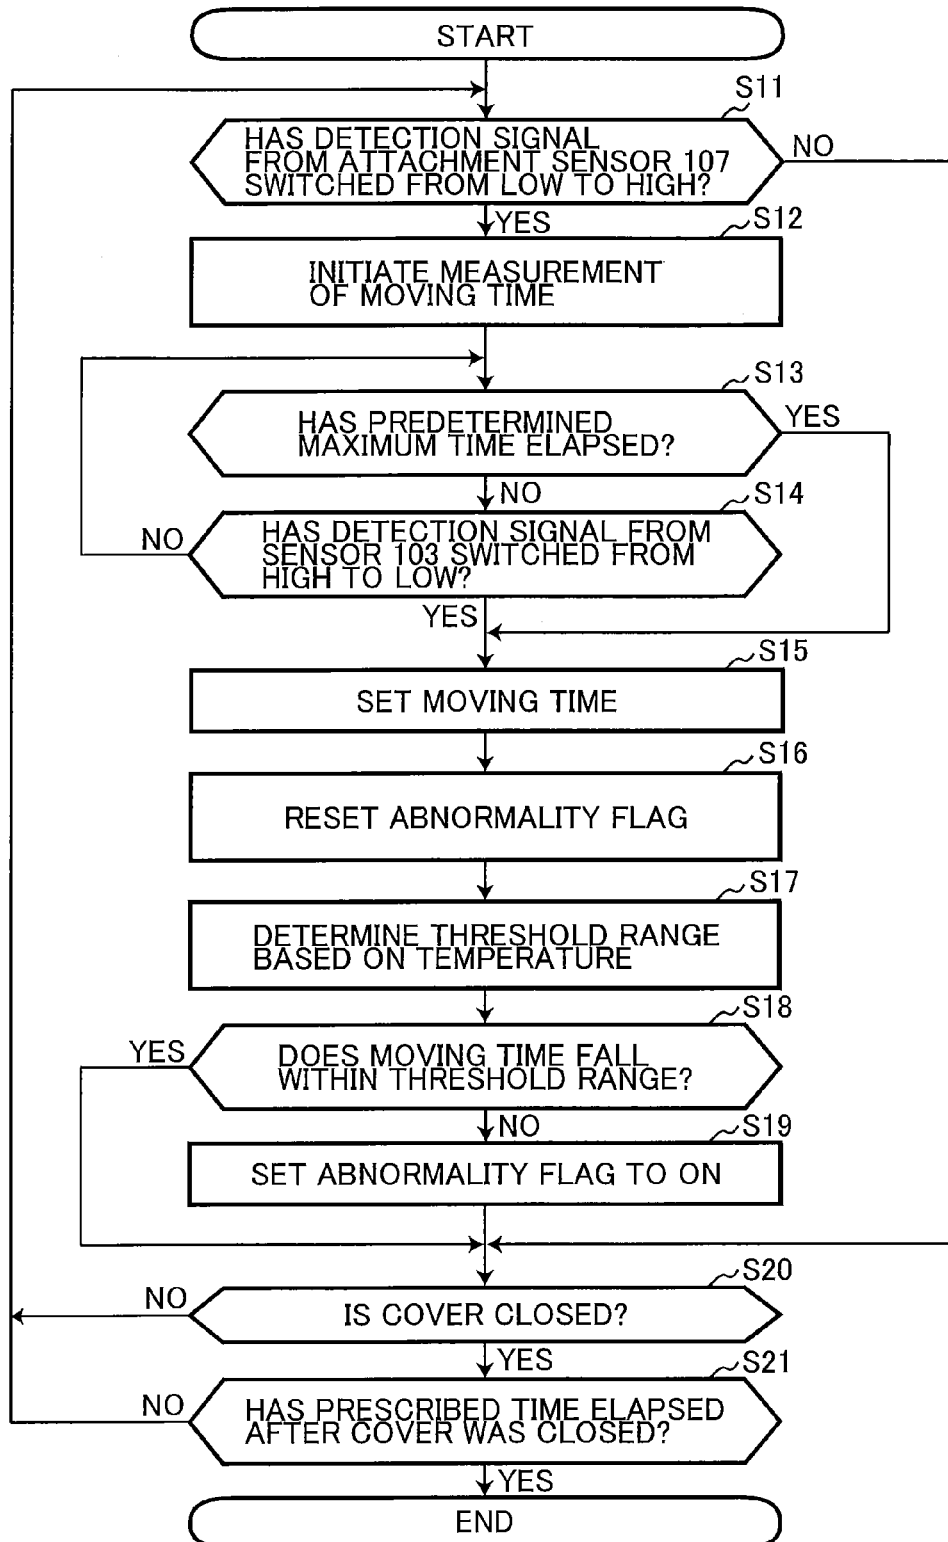 START
S11
HAS DETECTION SIGNAL
FROM ATTACHMENT SENSOR 107
SWITCHED FROM LOW TO HIGH?
NO
YES
S12
INITIATE MEASUREMENT
OF MOVING TIME
S13
HAS PREDETERMINED
MAXIMUM TIME ELAPSED?
YES
NO
S14
HAS DETECTION SIGNAL FROM
SENSOR 103 SWITCHED FROM
HIGH TO LOW?
NO
YES
S15
SET MOVING TIME
S16
RESET ABNORMALITY FLAG
S17
DETERMINE THRESHOLD RANGE
BASED ON TEMPERATURE
S18
YES
DOES MOVING TIME FALL
WITHIN THRESHOLD RANGE?
NO
S19
SET ABNORMALITY FLAG TO ON
S20
NO
IS COVER CLOSED?
YES
S21
NO
HAS PRESCRIBED TIME ELAPSED
AFTER COVER WAS CLOSED?
YES
END